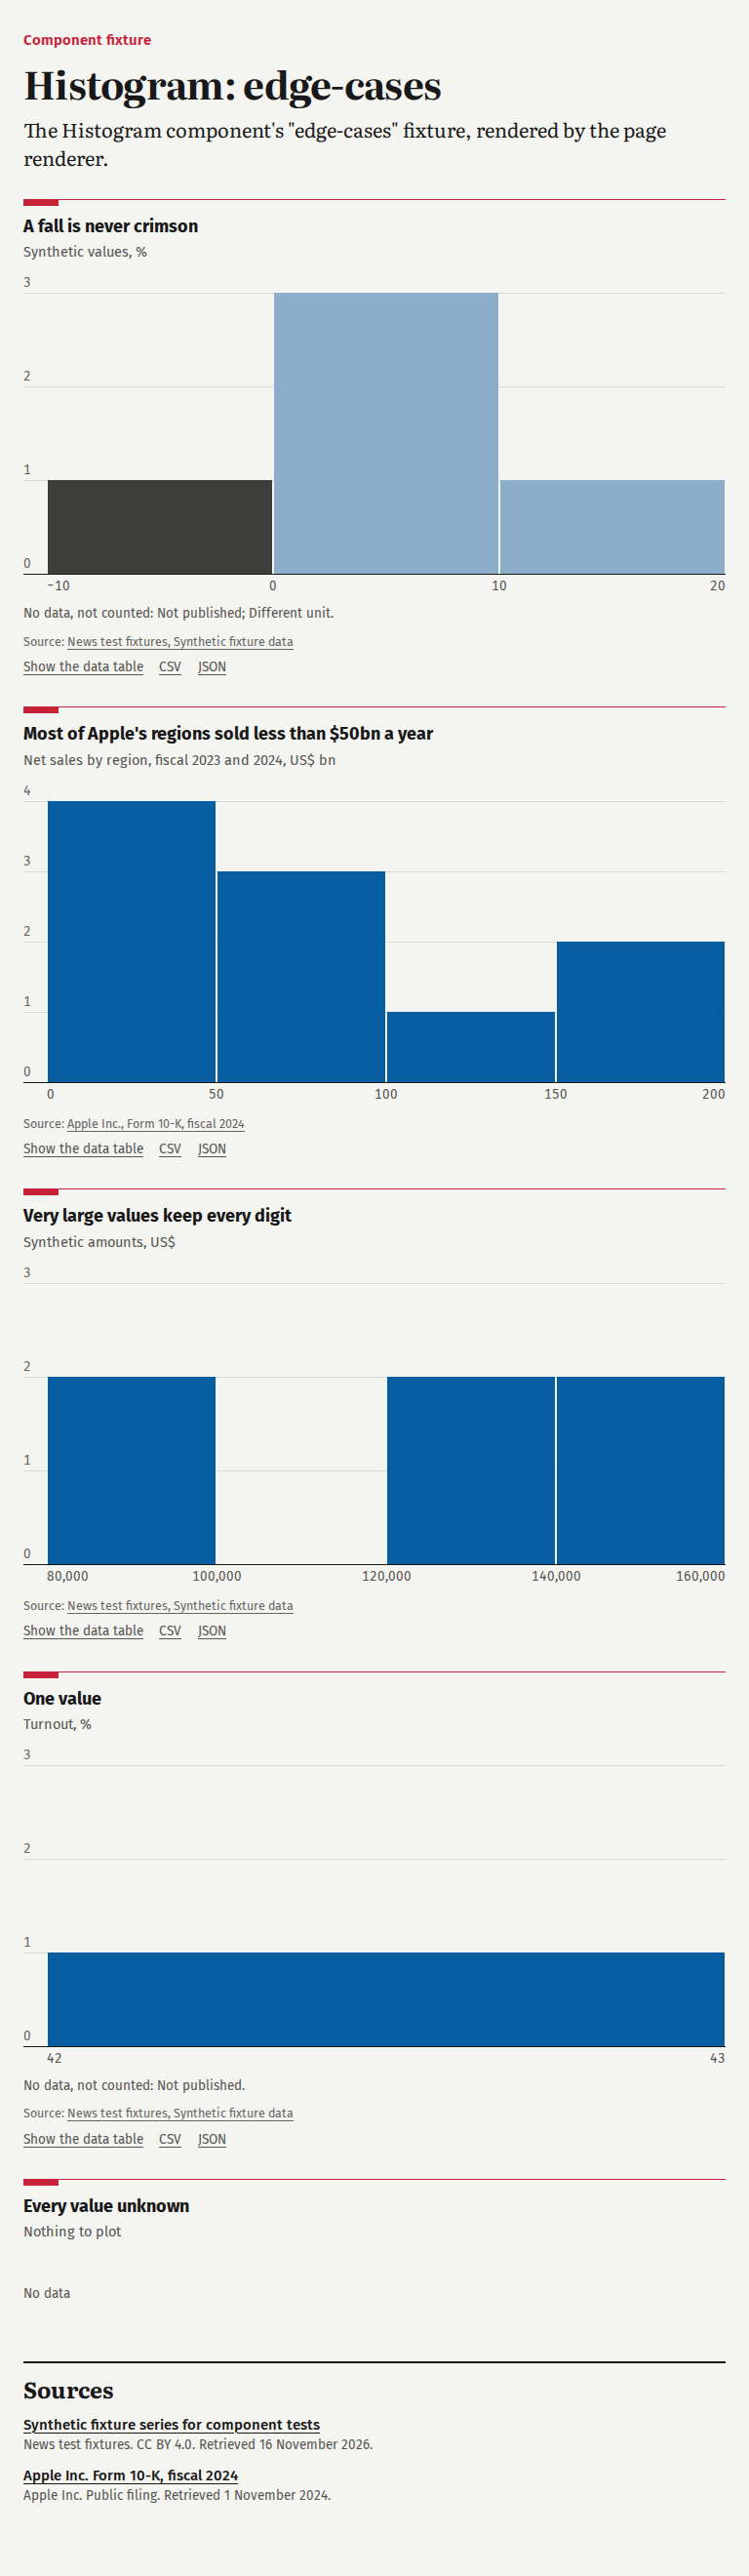 Component fixture
Histogram: edge-cases
The Histogram component's "edge-cases" fixture, rendered by the page
renderer.
A fall is never crimson
Synthetic values, %
3
2
1
0
−10 0 10 20
No data, not counted: Not published; Different unit.
Source: News test fixtures, Synthetic fixture data
Show the data table CSV JSON
Most of Apple's regions sold less than $50bn a year
Net sales by region, fiscal 2023 and 2024, US$ bn
4
3
2
1
0
0 50 100 150 200
Source: Apple Inc., Form 10-K, fiscal 2024
Show the data table CSV JSON
Very large values keep every digit
Synthetic amounts, US$
3
2
1
0
80,000 100,000 120,000 140,000 160,000
Source: News test fixtures, Synthetic fixture data
Show the data table CSV JSON
One value
Turnout, %
3
2
1
0
42 43
No data, not counted: Not published.
Source: News test fixtures, Synthetic fixture data
Show the data table CSV JSON
Every value unknown
Nothing to plot
No data
Sources
Synthetic fixture series for component tests
News test fixtures. CC BY 4.0. Retrieved 16 November 2026.
Apple Inc. Form 10-K, fiscal 2024
Apple Inc. Public filing. Retrieved 1 November 2024.